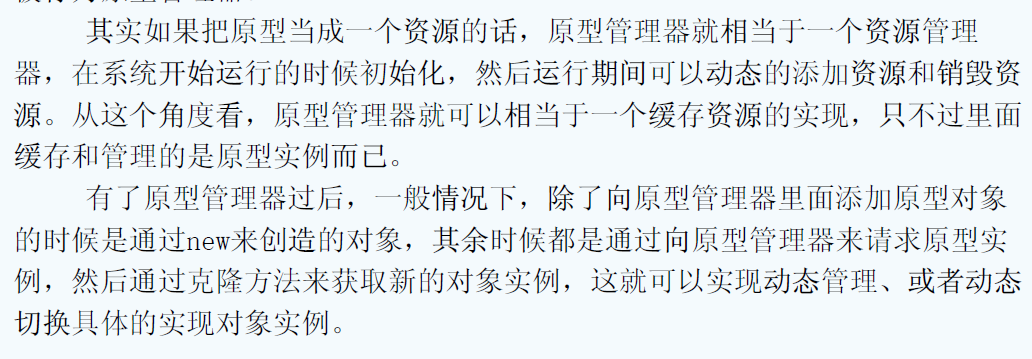 其实如果把原型当成一个资源的话，原型管理器就相当于一个资源管理
器，在系统开始运行的时候初始化，然后运行期间可以动态的添加资源和销毁资
源。从这个角度看，原型管理器就可以相当于一个缓存资源的实现，只不过里面
缓存和管理的是原型实例而已。
有了原型管理器过后，一般情况下，除了向原型管理器里面添加原型对象
的时候是通过new来创造的对象，其余时候都是通过向原型管理器来请求原型实
例，然后通过克隆方法来获取新的对象实例，这就可以实现动态管理、或者动态
切换具体的实现对象实例。